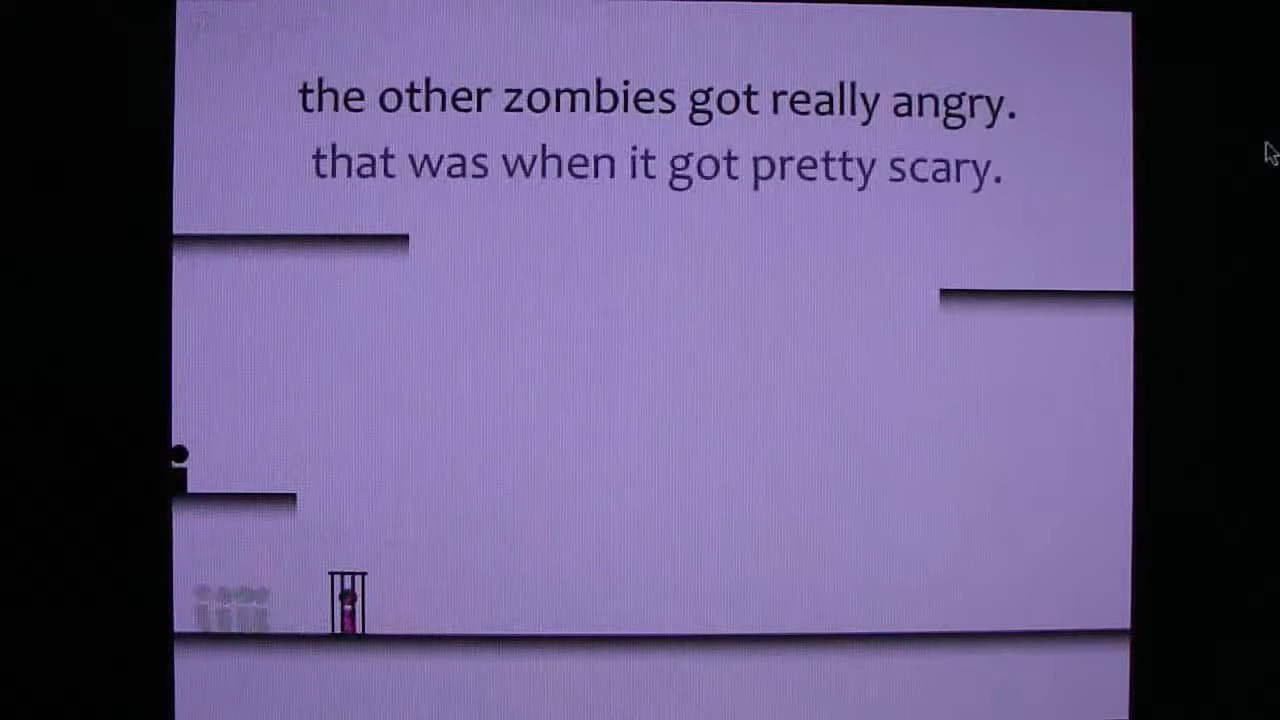 the other zombies got really angry.
that was when it got pretty scary.